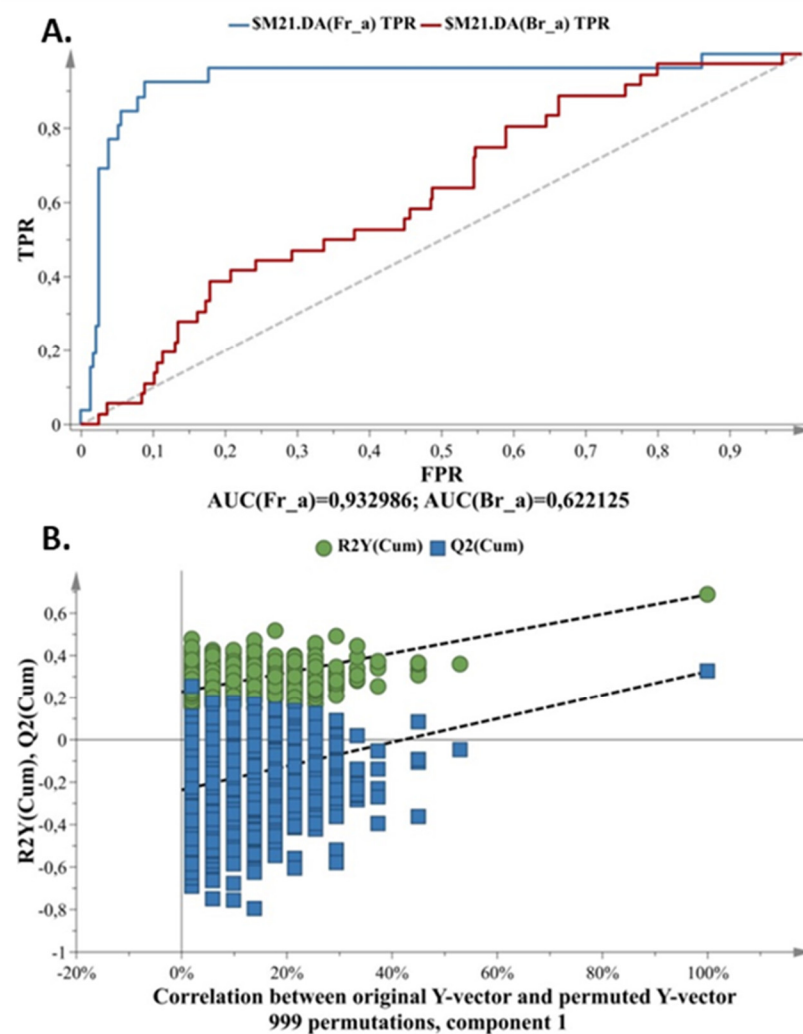 A.
$M21.DA(Fr_a) TPR $M21.DA(Br_a) TPR
TPR
0,8
0,6
0,4
0,2
0
0 0,1 0,2 0,3 0,4 0,5 0,6 0,7 0,8 0,9
FPR
AUC(Fr_a)=0,932986; AUC(Br_a)=0,622125
B.
R2Y(Cum) Q2(Cum)
R2Y(Cum), Q2(Cum)
0,6
0,4
0,2
0
-0,2
-0,4
-0,6
-0,8
-1
-20% 0% 20% 40% 60% 80% 100%
Correlation between original Y-vector and permuted Y-vector
999 permutations, component 1